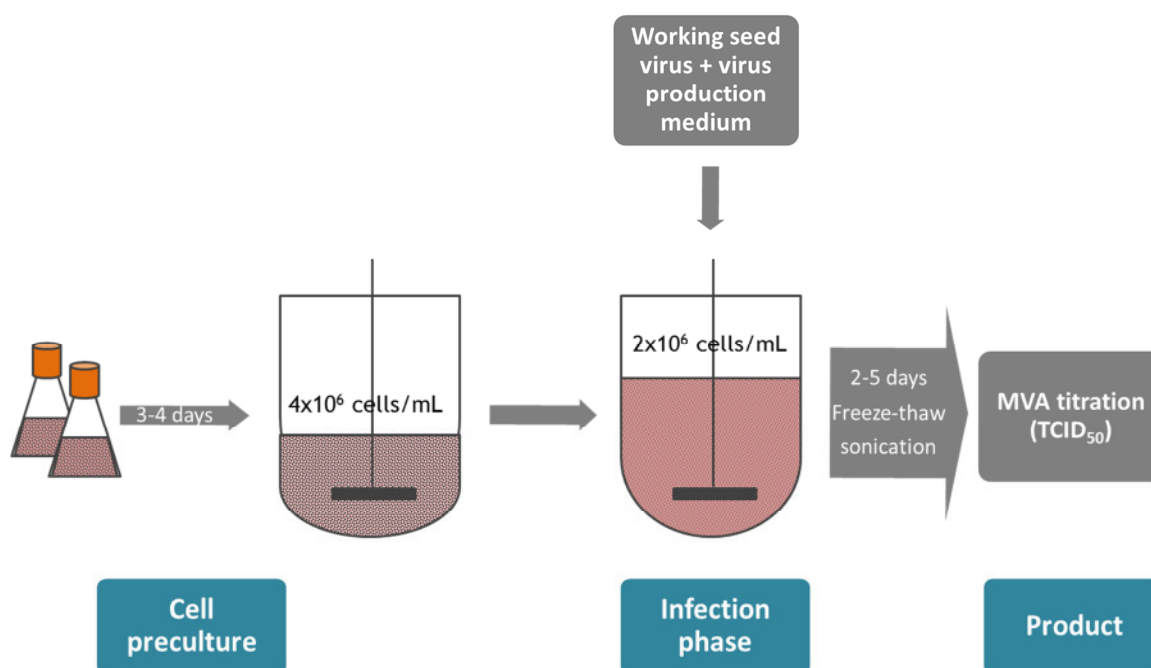 Working seed
virus + virus
production
medium
3-4 days
4x10⁶ cells/mL
2x10⁶ cells/mL
2-5 days
Freeze-thaw
sonication
MVA titration
(TCID₅₀)
Cell
preculture
Infection
phase
Product